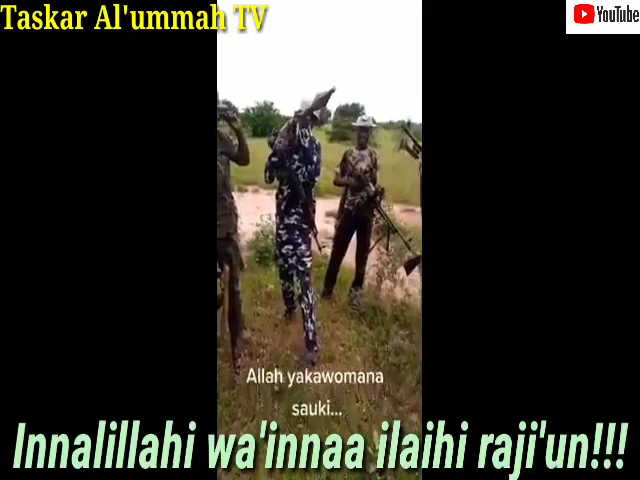 Taskar Al'ummah TV
YouTube
Allah yakawomana
sauki...
Innalillahi wa'innaa ilaihi raji'un!!!